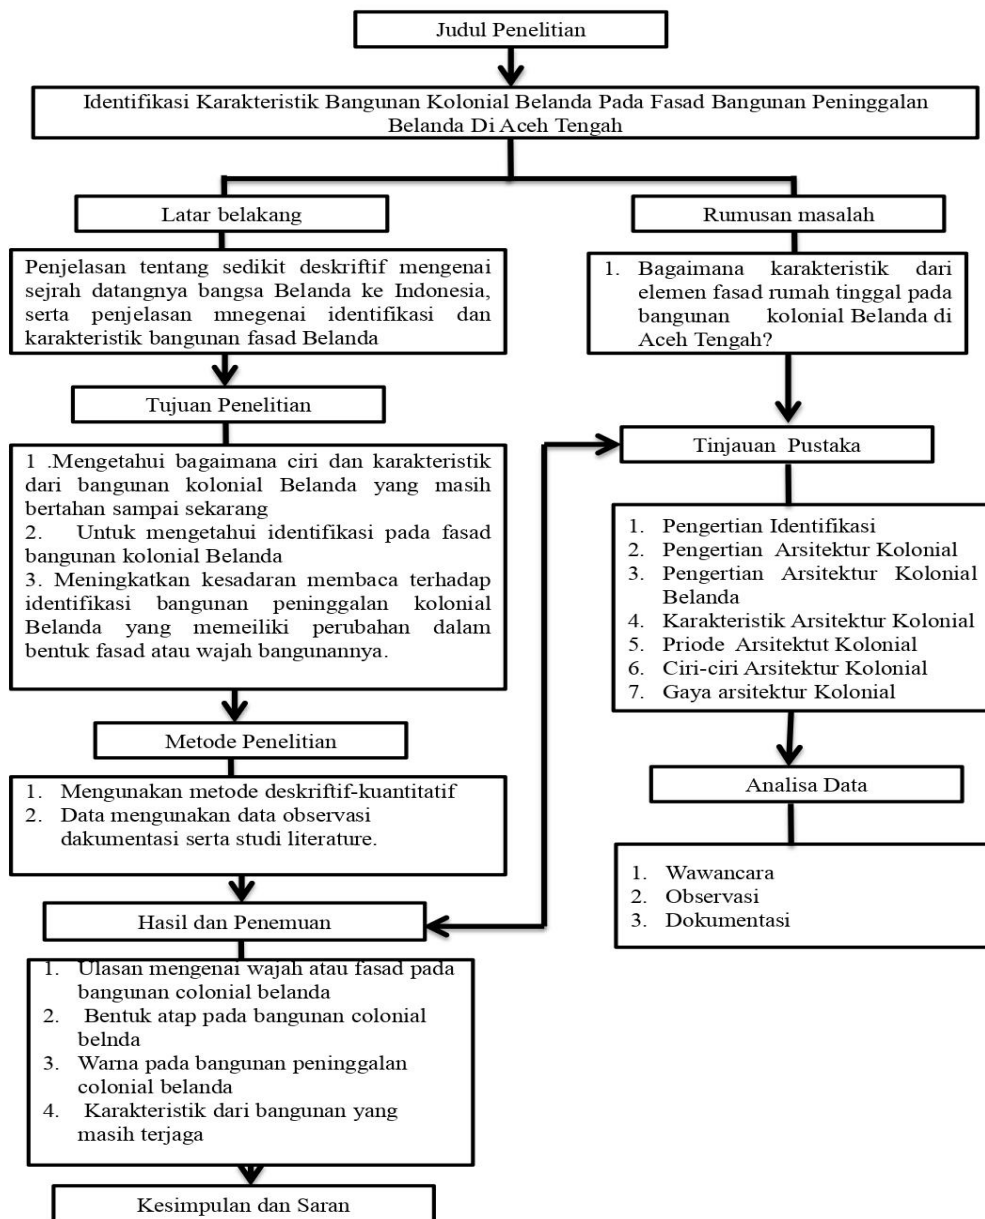 Judul Penelitian
Identifikasi Karakteristik Bangunan Kolonial Belanda Pada Fasad Bangunan Peninggalan
Belanda Di Aceh Tengah
Latar belakang
Penjelasan tentang sedikit deskriftif mengenai
sejrah datangnya bangsa Belanda ke Indonesia,
serta penjelasan mnegenai identifikasi dan
karakteristik bangunan fasad Belanda
Tujuan Penelitian
1 .Mengetahui bagaimana ciri dan karakteristik
dari bangunan kolonial Belanda yang masih
bertahan sampai sekarang
2. Untuk mengetahui identifikasi pada fasad
bangunan kolonial Belanda
3. Meningkatkan kesadaran membaca terhadap
identifikasi bangunan peninggalan kolonial
Belanda yang memeiliki perubahan dalam
bentuk fasad atau wajah bangunannya.
Metode Penelitian
1. Mengunakan metode deskriftif-kuantitatif
2. Data mengunakan data observasi
dakumentasi serta studi literature.
Hasil dan Penemuan
1. Ulasan mengenai wajah atau fasad pada
bangunan colonial belanda
2. Bentuk atap pada bangunan colonial
belnda
3. Warna pada bangunan peninggalan
colonial belanda
4. Karakteristik dari bangunan yang
masih terjaga
Kesimpulan dan Saran
Rumusan masalah
1. Bagaimana karakteristik dari
elemen fasad rumah tinggal pada
bangunan kolonial Belanda di
Aceh Tengah?
Tinjauan Pustaka
1. Pengertian Identifikasi
2. Pengertian Arsitektur Kolonial
3. Pengertian Arsitektur Kolonial
Belanda
4. Karakteristik Arsitektur Kolonial
5. Priode Arsitektut Kolonial
6. Ciri-ciri Arsitektur Kolonial
7. Gaya arsitektur Kolonial
Analisa Data
1. Wawancara
2. Observasi
3. Dokumentasi